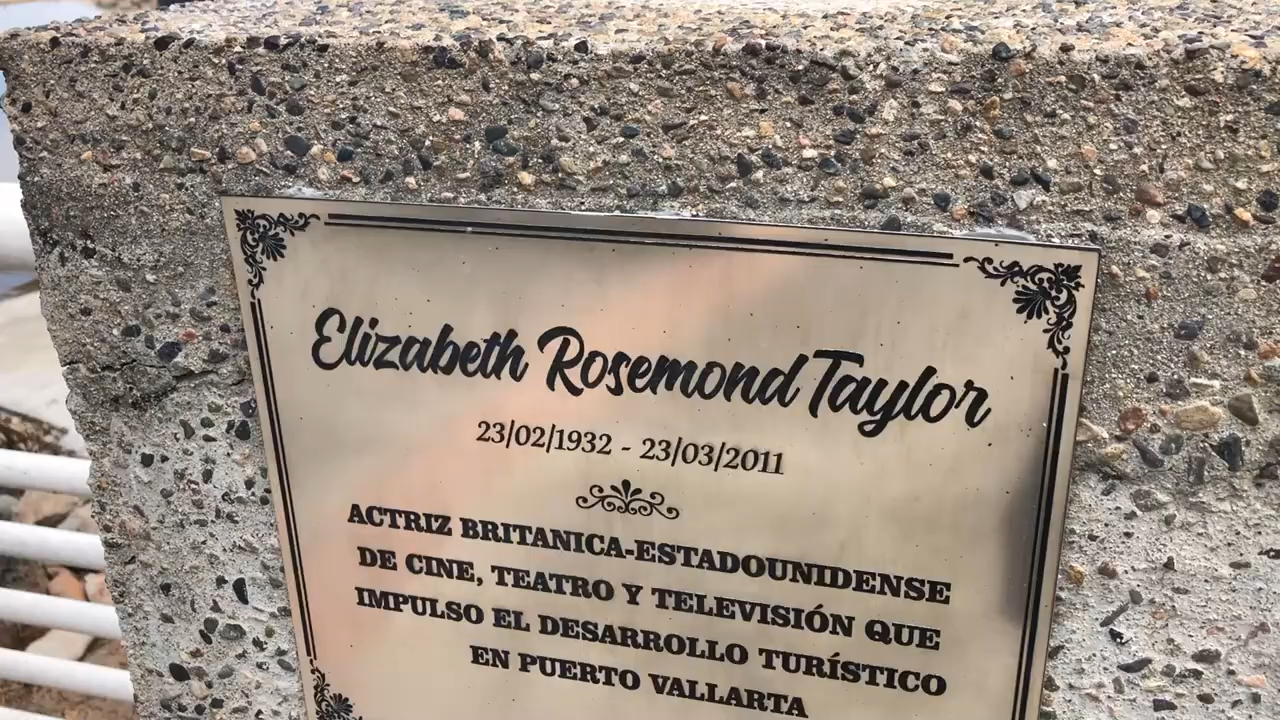 Elizabeth Rosemond Taylor
23/02/1932 - 23/03/2011
ACTRIZ BRITANICA-ESTADOUNIDENSE
DE CINE, TEATRO Y TELEVISIÓN QUE
IMPULSO EL DESARROLLO TURÍSTICO
EN PUERTO VALLARTA